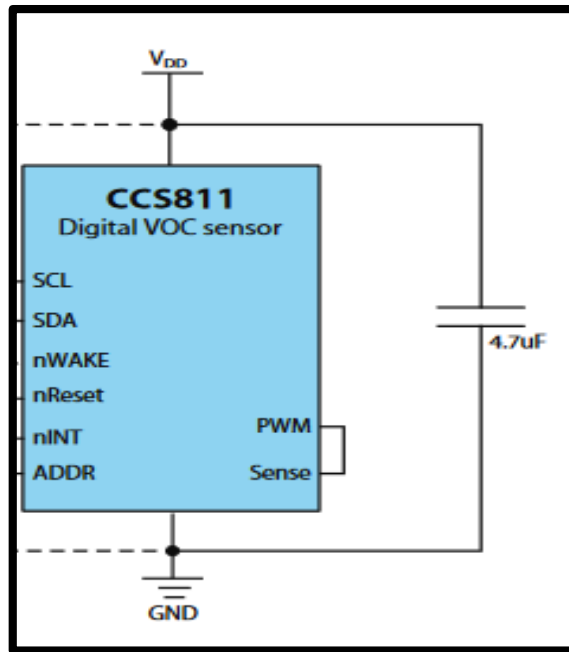 VDD
CCS811
Digital VOC sensor
SCL
SDA
nWAKE
nReset
nINT
ADDR
PWM
Sense
4.7uF
GND